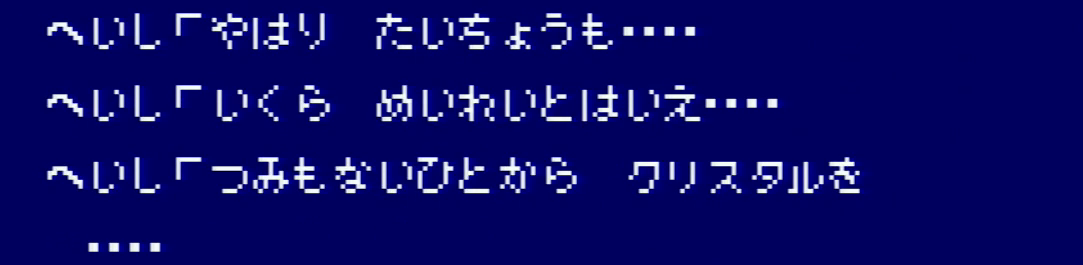 へいし「やはり　たいちょうも‥‥
へいし「いくら　めいれいとはいえ‥‥
へいし「つみもないひとから　クリスタルを
‥‥